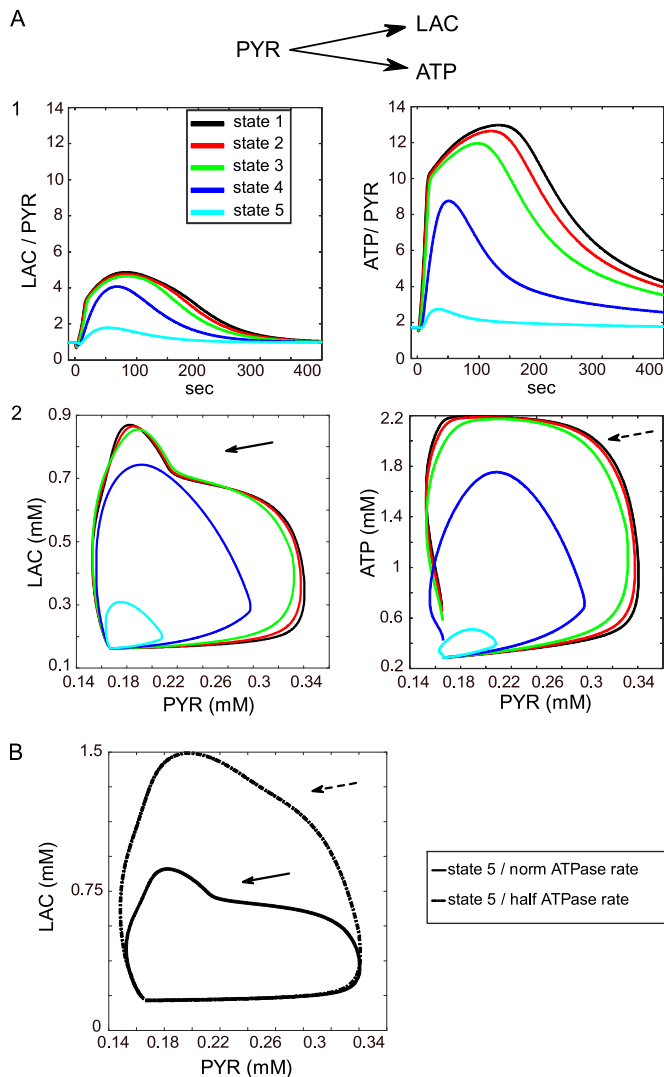 A
PYR
LAC
ATP
1
LAC / PYR
14
12
10
8
6
4
2
0
0
100
200
300
400
sec
state 1
state 2
state 3
state 4
state 5
ATP/ PYR
14
12
10
8
6
4
2
0
0
100
200
300
400
sec
2
LAC (mM)
0.9
0.7
0.5
0.3
0.1
0.14
0.18
0.22
0.26
0.3
0.34
PYR (mM)
ATP (mM)
2.2
1.8
1.4
1
0.6
0.2
0.14
0.18
0.22
0.26
0.3
0.34
PYR (mM)
B
LAC (mM)
1.5
0.75
0
0.14
0.18
0.22
0.26
0.3
0.34
PYR (mM)
state 5 / norm ATPase rate
state 5 / half ATPase rate